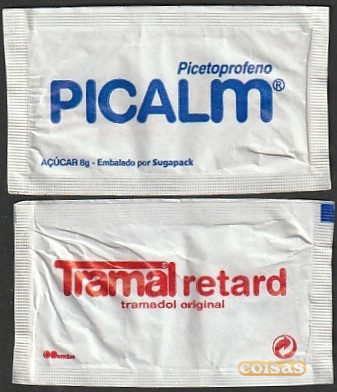 Picetoprofeno
PICALM®
AÇÚCAR 8g - Embalado por Sugapack
Tramal retard
tramadol original
coisas